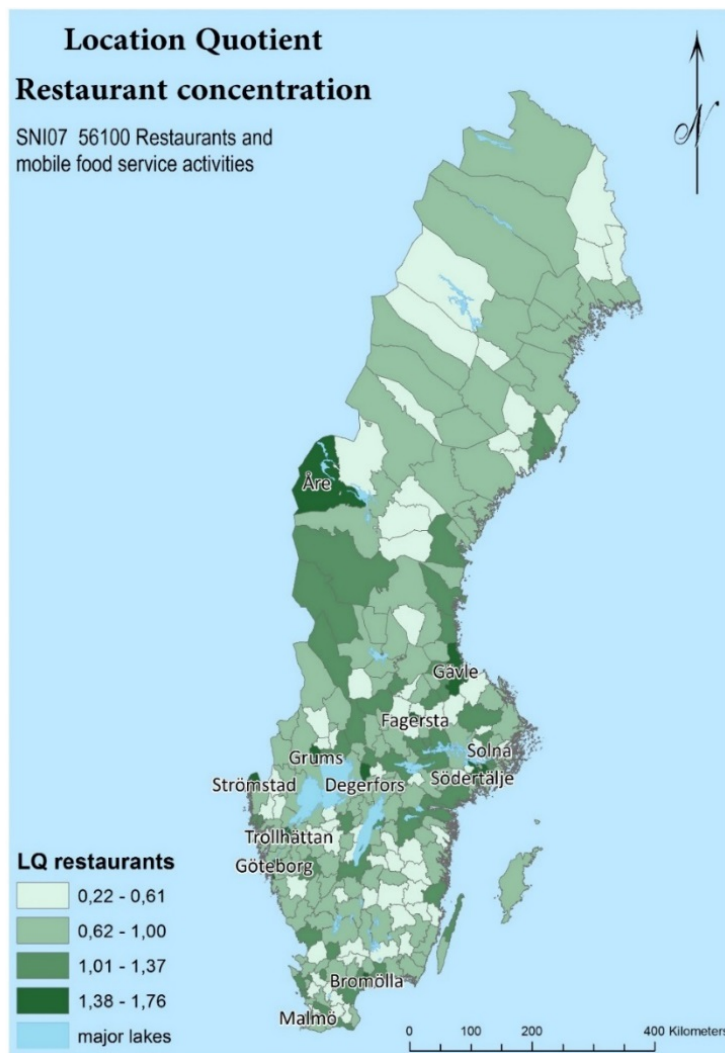 Location Quotient
Restaurant concentration
SNI07 56100 Restaurants and
mobile food service activities
N
Åre
Gävle
Fagersta
Solna
Grums
Strömstad
Degerfors
Södertälje
Trollhättan
Göteborg
Bromölla
Malmö
LQ restaurants
0,22 - 0,61
0,62 - 1,00
1,01 - 1,37
1,38 - 1,76
major lakes
0 100 200 400 Kilometers